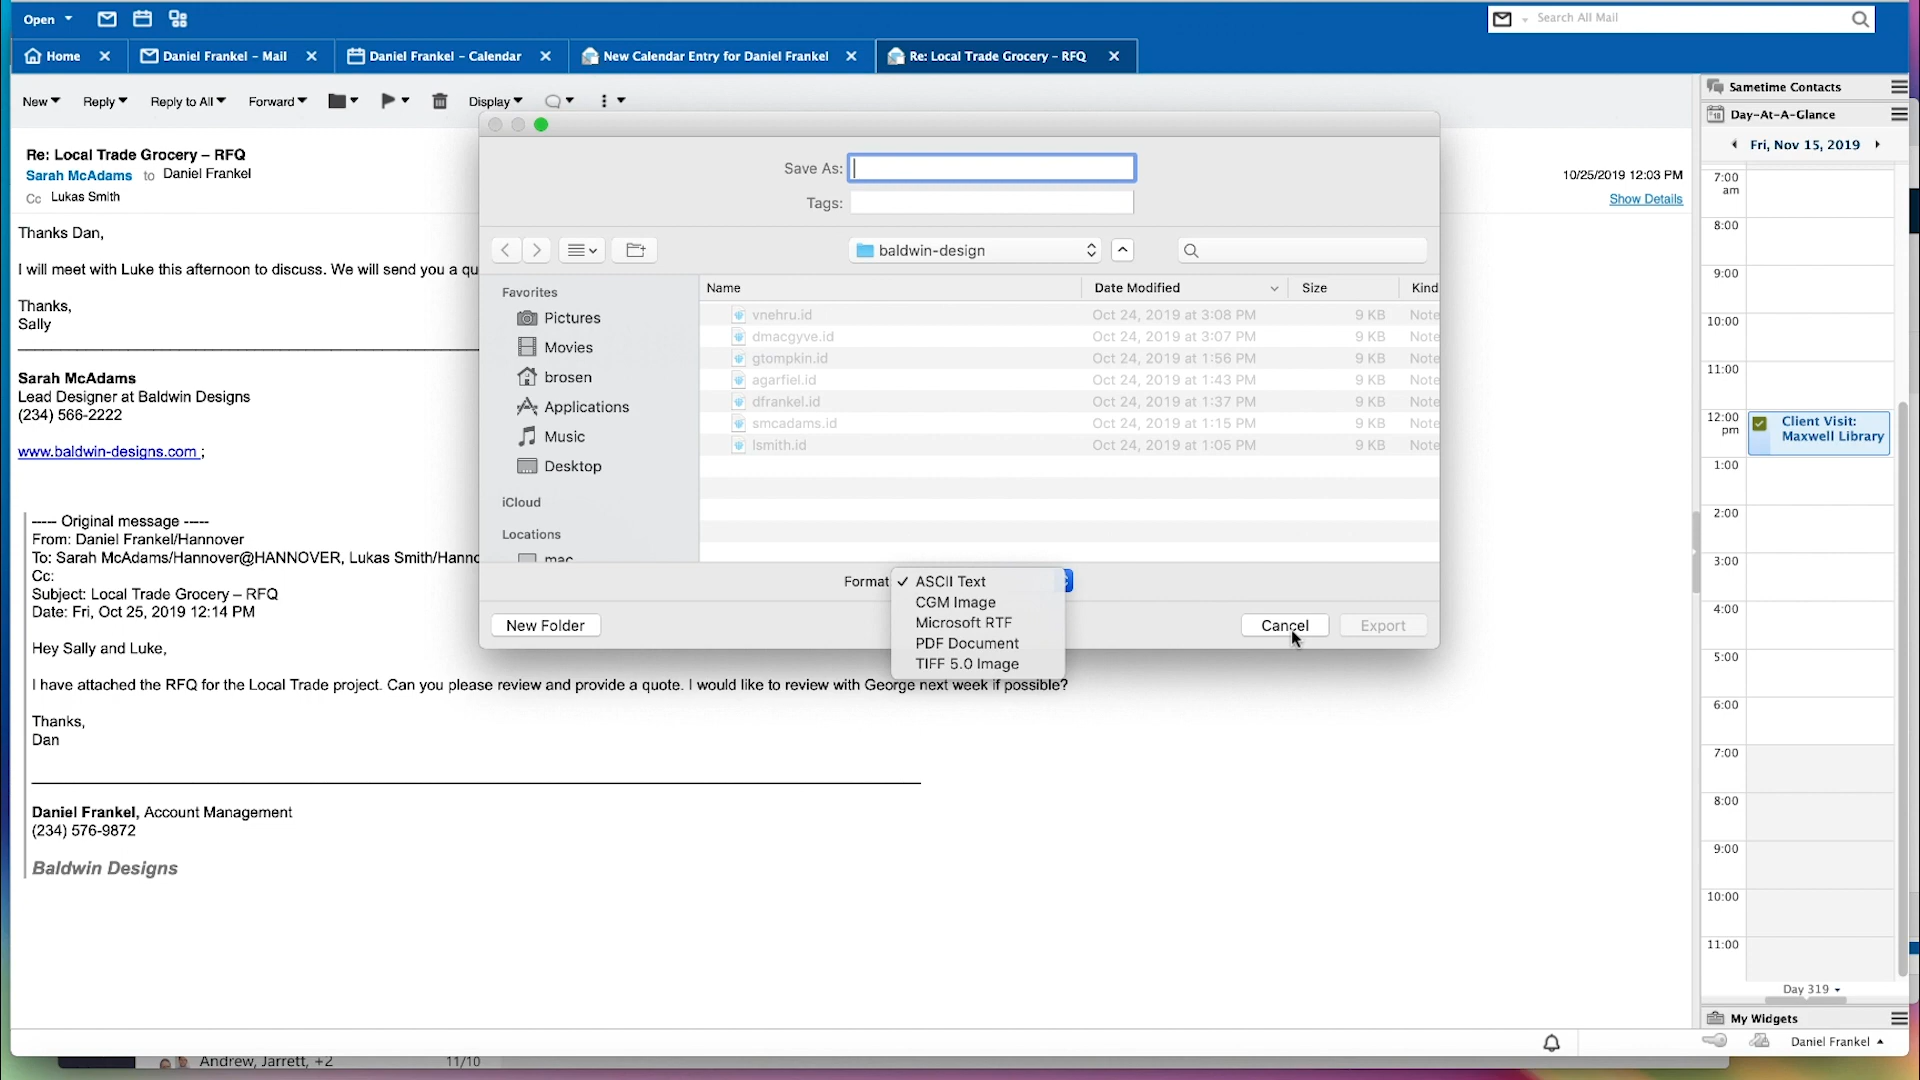 Open
Search All Mail
Home
Daniel Frankel - Mail
Daniel Frankel - Calendar
New Calendar Entry for Daniel Frankel
Re: Local Trade Grocery - RFQ
New
Reply
Reply to All
Forward
Display
Re: Local Trade Grocery – RFQ
Sarah McAdams to Daniel Frankel
Cc Lukas Smith
10/25/2019 12:03 PM
Show Details
Thanks Dan,
I will meet with Luke this afternoon to discuss. We will send you a qu
Thanks,
Sally
Sarah McAdams
Lead Designer at Baldwin Designs
(234) 566-2222
www.baldwin-designs.com ;
----- Original message -----
From: Daniel Frankel/Hannover
To: Sarah McAdams/Hannover@HANNOVER, Lukas Smith/Hanno
Cc:
Subject: Local Trade Grocery – RFQ
Date: Fri, Oct 25, 2019 12:14 PM
Hey Sally and Luke,
I have attached the RFQ for the Local Trade project. Can you please review and provide a quote. I would like to review with George next week if possible?
Thanks,
Dan
Daniel Frankel, Account Management
(234) 576-9872
Baldwin Designs
Save As:
Tags:
baldwin-design
Favorites
Pictures
Movies
brosen
Applications
Music
Desktop
iCloud
Locations
mac
Name Date Modified Size Kind
vnehru.id Oct 24, 2019 at 3:08 PM 9 KB Note
dmacgyve.id Oct 24, 2019 at 3:07 PM 9 KB Note
gtompkin.id Oct 24, 2019 at 1:56 PM 9 KB Note
agarfiel.id Oct 24, 2019 at 1:43 PM 9 KB Note
dfrankel.id Oct 24, 2019 at 1:37 PM 9 KB Note
smcadams.id Oct 24, 2019 at 1:15 PM 9 KB Note
lsmith.id Oct 24, 2019 at 1:05 PM 9 KB Note
Format
✓ ASCII Text
CGM Image
Microsoft RTF
PDF Document
TIFF 5.0 Image
New Folder
Cancel
Export
Sametime Contacts
18 Day-At-A-Glance
Fri, Nov 15, 2019
7:00
am
8:00
9:00
10:00
11:00
12:00
pm
Client Visit:
Maxwell Library
1:00
2:00
3:00
4:00
5:00
6:00
7:00
8:00
9:00
10:00
11:00
Day 319
My Widgets
Daniel Frankel
Andrew, Jarrett, +2 11/10